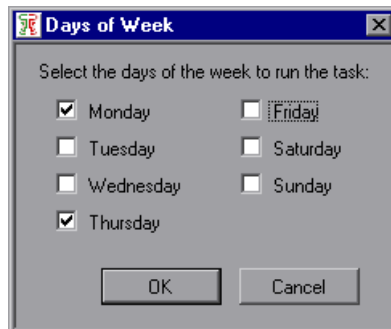 Days of Week
Select the days of the week to run the task:
Monday
Tuesday
Wednesday
Thursday
Friday
Saturday
Sunday
OK
Cancel